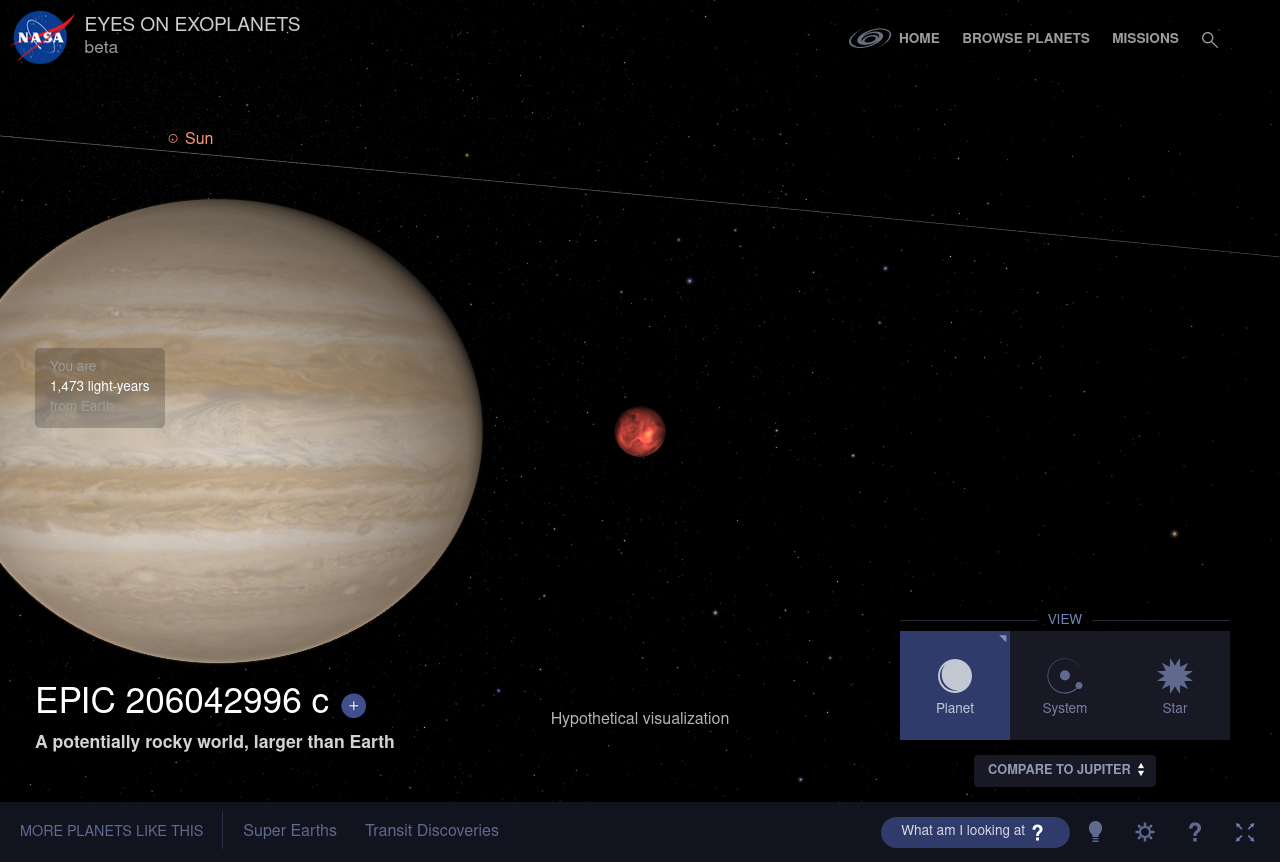 NASA
EYES ON EXOPLANETS
beta
HOME
BROWSE PLANETS
MISSIONS
Sun
You are
1,473 light-years
from Earth
EPIC 206042996 c
+
A potentially rocky world, larger than Earth
Hypothetical visualization
VIEW
Planet
System
Star
COMPARE TO JUPITER
MORE PLANETS LIKE THIS
Super Earths
Transit Discoveries
What am I looking at ?
?